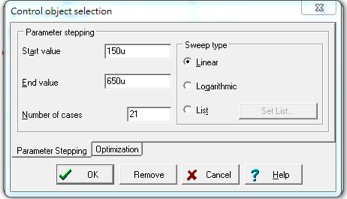 Control object selection
Parameter stepping
Start value 150u
End value 650u
Number of cases 21
Sweep type
Linear
Logarithmic
List Set List...
Parameter Stepping Optimization
OK Remove Cancel ? Help